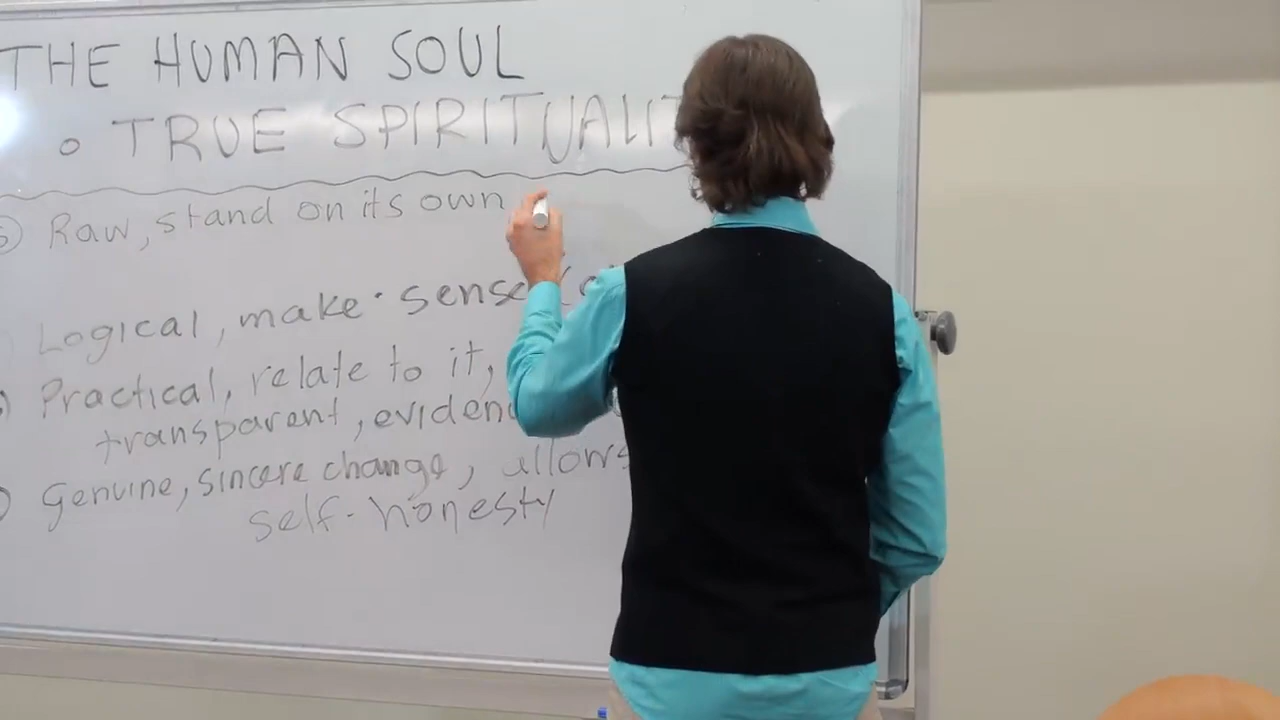 THE HUMAN SOUL
o TRUE SPIRITUALI
Raw, stand on its own
Logical, make sense
Practical, relate to it,
transparent, eviden
Genuine, sincere change, allows
self-honesty